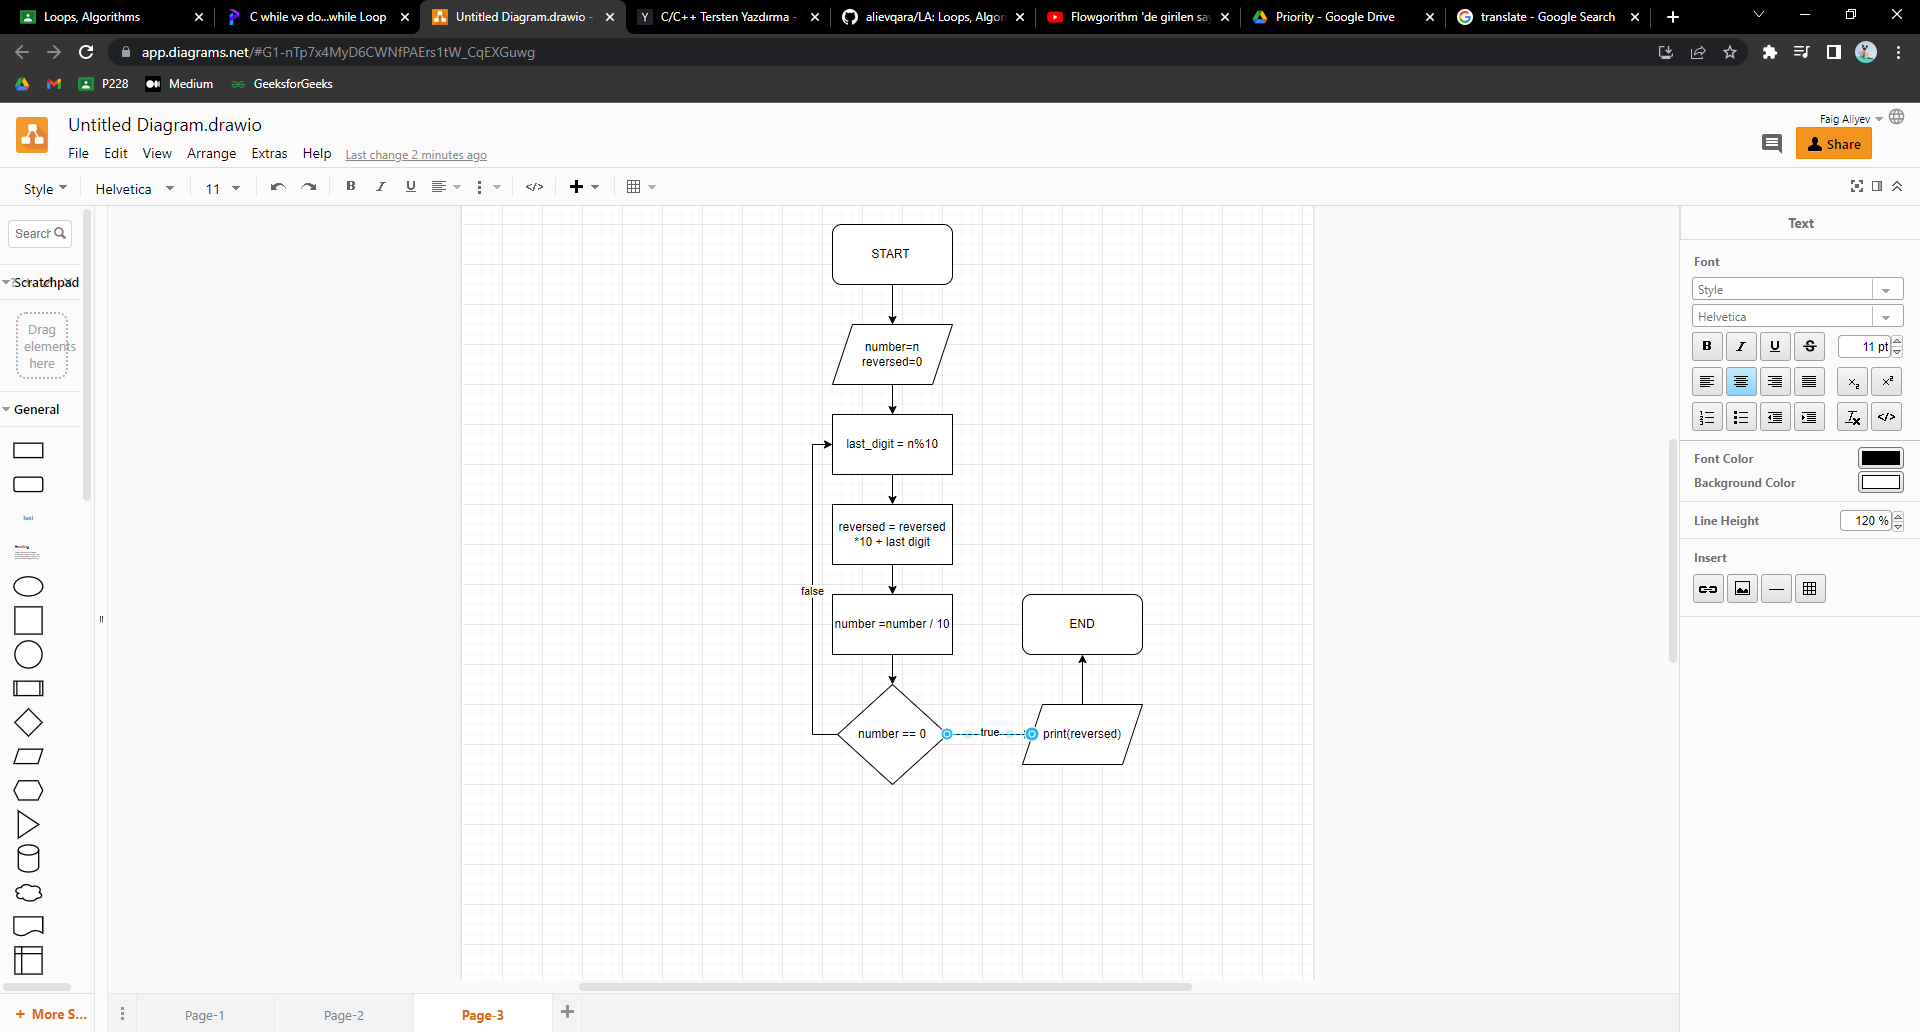 Loops, Algorithms
C while və do...while Loop
Untitled Diagram.drawio -
C/C++ Tersten Yazdırma -
alievqara/LA: Loops, Algor
Flowgorithm 'de girilen say
Priority - Google Drive
translate - Google Search
app.diagrams.net/#G1-nTp7x4MyD6CWNfPAErs1tW_CqEXGuwg
P228
Medium
GeeksforGeeks
Untitled Diagram.drawio
Faig Aliyev
File Edit View Arrange Extras Help Last change 2 minutes ago
Share
Style Helvetica 11 B I U </>
Search
Scratchpad
Drag
elements
here
General
Text
Heading
START
number=n
reversed=0
last_digit = n%10
reversed = reversed
*10 + last digit
false
number =number / 10
END
number == 0
true
print(reversed)
Text
Font
Style
Helvetica
B I U S 11 pt
Font Color
Background Color
Line Height 120 %
Insert
+ More S...
Page-1
Page-2
Page-3